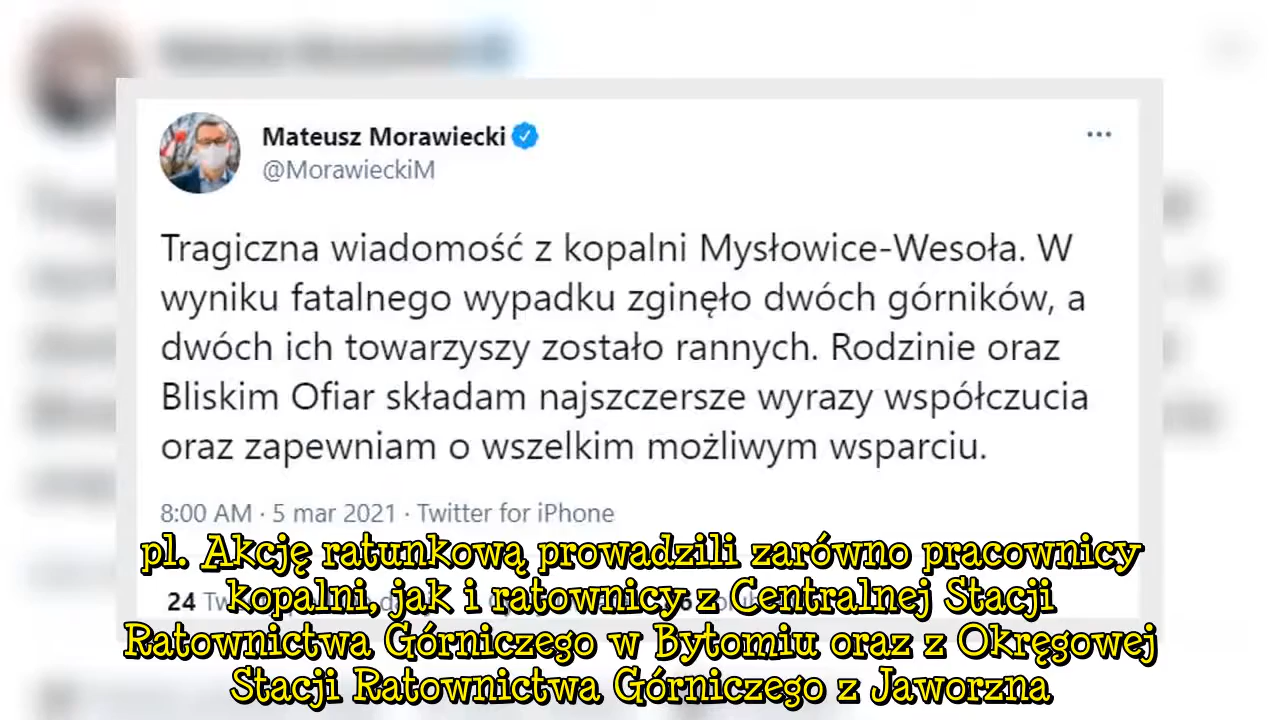 Mateusz Morawiecki
@MorawieckiM
Tragiczna wiadomość z kopalni Mysłowice-Wesoła. W
wyniku fatalnego wypadku zginęło dwóch górników, a
dwóch ich towarzyszy zostało rannych. Rodzinie oraz
Bliskim Ofiar składam najszczersze wyrazy współczucia
oraz zapewniam o wszelkim możliwym wsparciu.
8:00 AM · 5 mar 2021 · Twitter for iPhone
24
pl. Akcję ratunkową prowadzili zarówno pracownicy
kopalni, jak i ratownicy z Centralnej Stacji
Ratownictwa Górniczego w Bytomiu oraz z Okręgowej
Stacji Ratownictwa Górniczego z Jaworzna